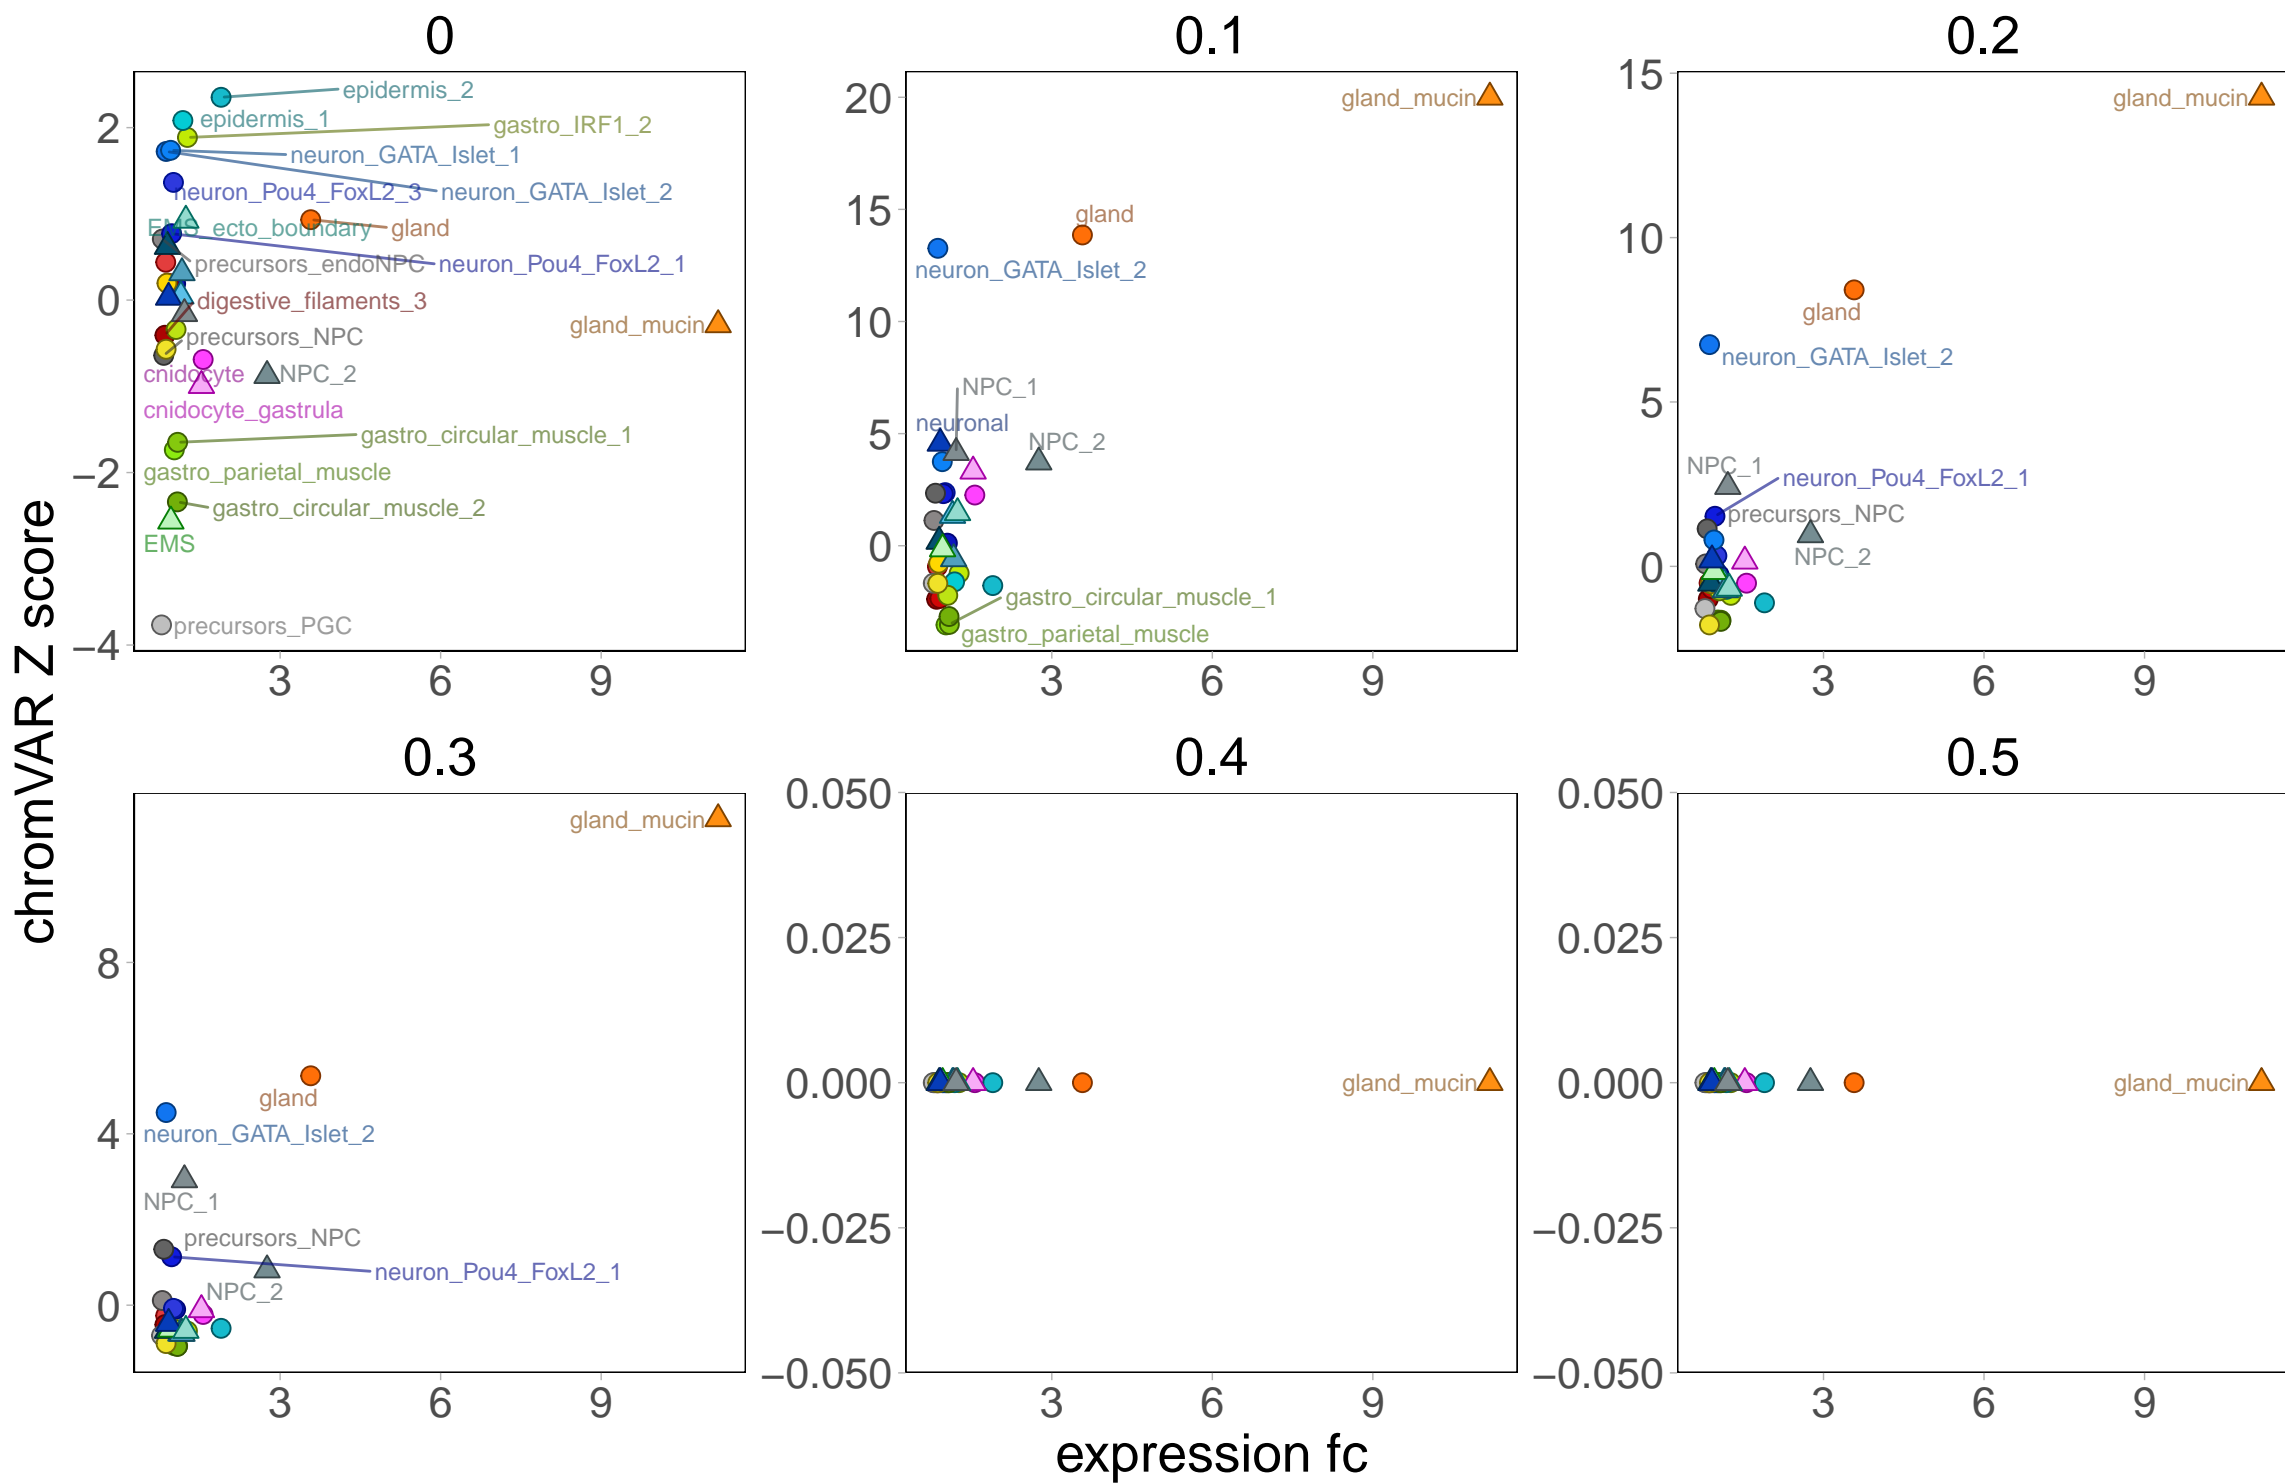 0
2
0
−2
−4
3
6
9
epidermis_2
epidermis_1
gastro_IRF1_2
neuron_GATA_Islet_1
neuron_Pou4_FoxL2_3
neuron_GATA_Islet_2
EMS_ecto_boundary
gland
precursors_endoNPC
neuron_Pou4_FoxL2_1
digestive_filaments_3
gland_mucin
precursors_NPC
cnidocyte
NPC_2
cnidocyte_gastrula
gastro_circular_muscle_1
gastro_parietal_muscle
gastro_circular_muscle_2
EMS
precursors_PGC
0.1
20
15
10
5
0
3
6
9
gland_mucin
gland
neuron_GATA_Islet_2
NPC_1
neuronal
NPC_2
gastro_circular_muscle_1
gastro_parietal_muscle
0.2
15
10
5
0
3
6
9
gland_mucin
gland
neuron_GATA_Islet_2
NPC_1
neuron_Pou4_FoxL2_1
precursors_NPC
NPC_2
0.3
8
4
0
3
6
9
gland_mucin
gland
neuron_GATA_Islet_2
NPC_1
precursors_NPC
neuron_Pou4_FoxL2_1
NPC_2
0.4
0.050
0.025
0.000
−0.025
−0.050
3
6
9
gland_mucin
0.5
0.050
0.025
0.000
−0.025
−0.050
3
6
9
gland_mucin
chromVAR Z score
expression fc